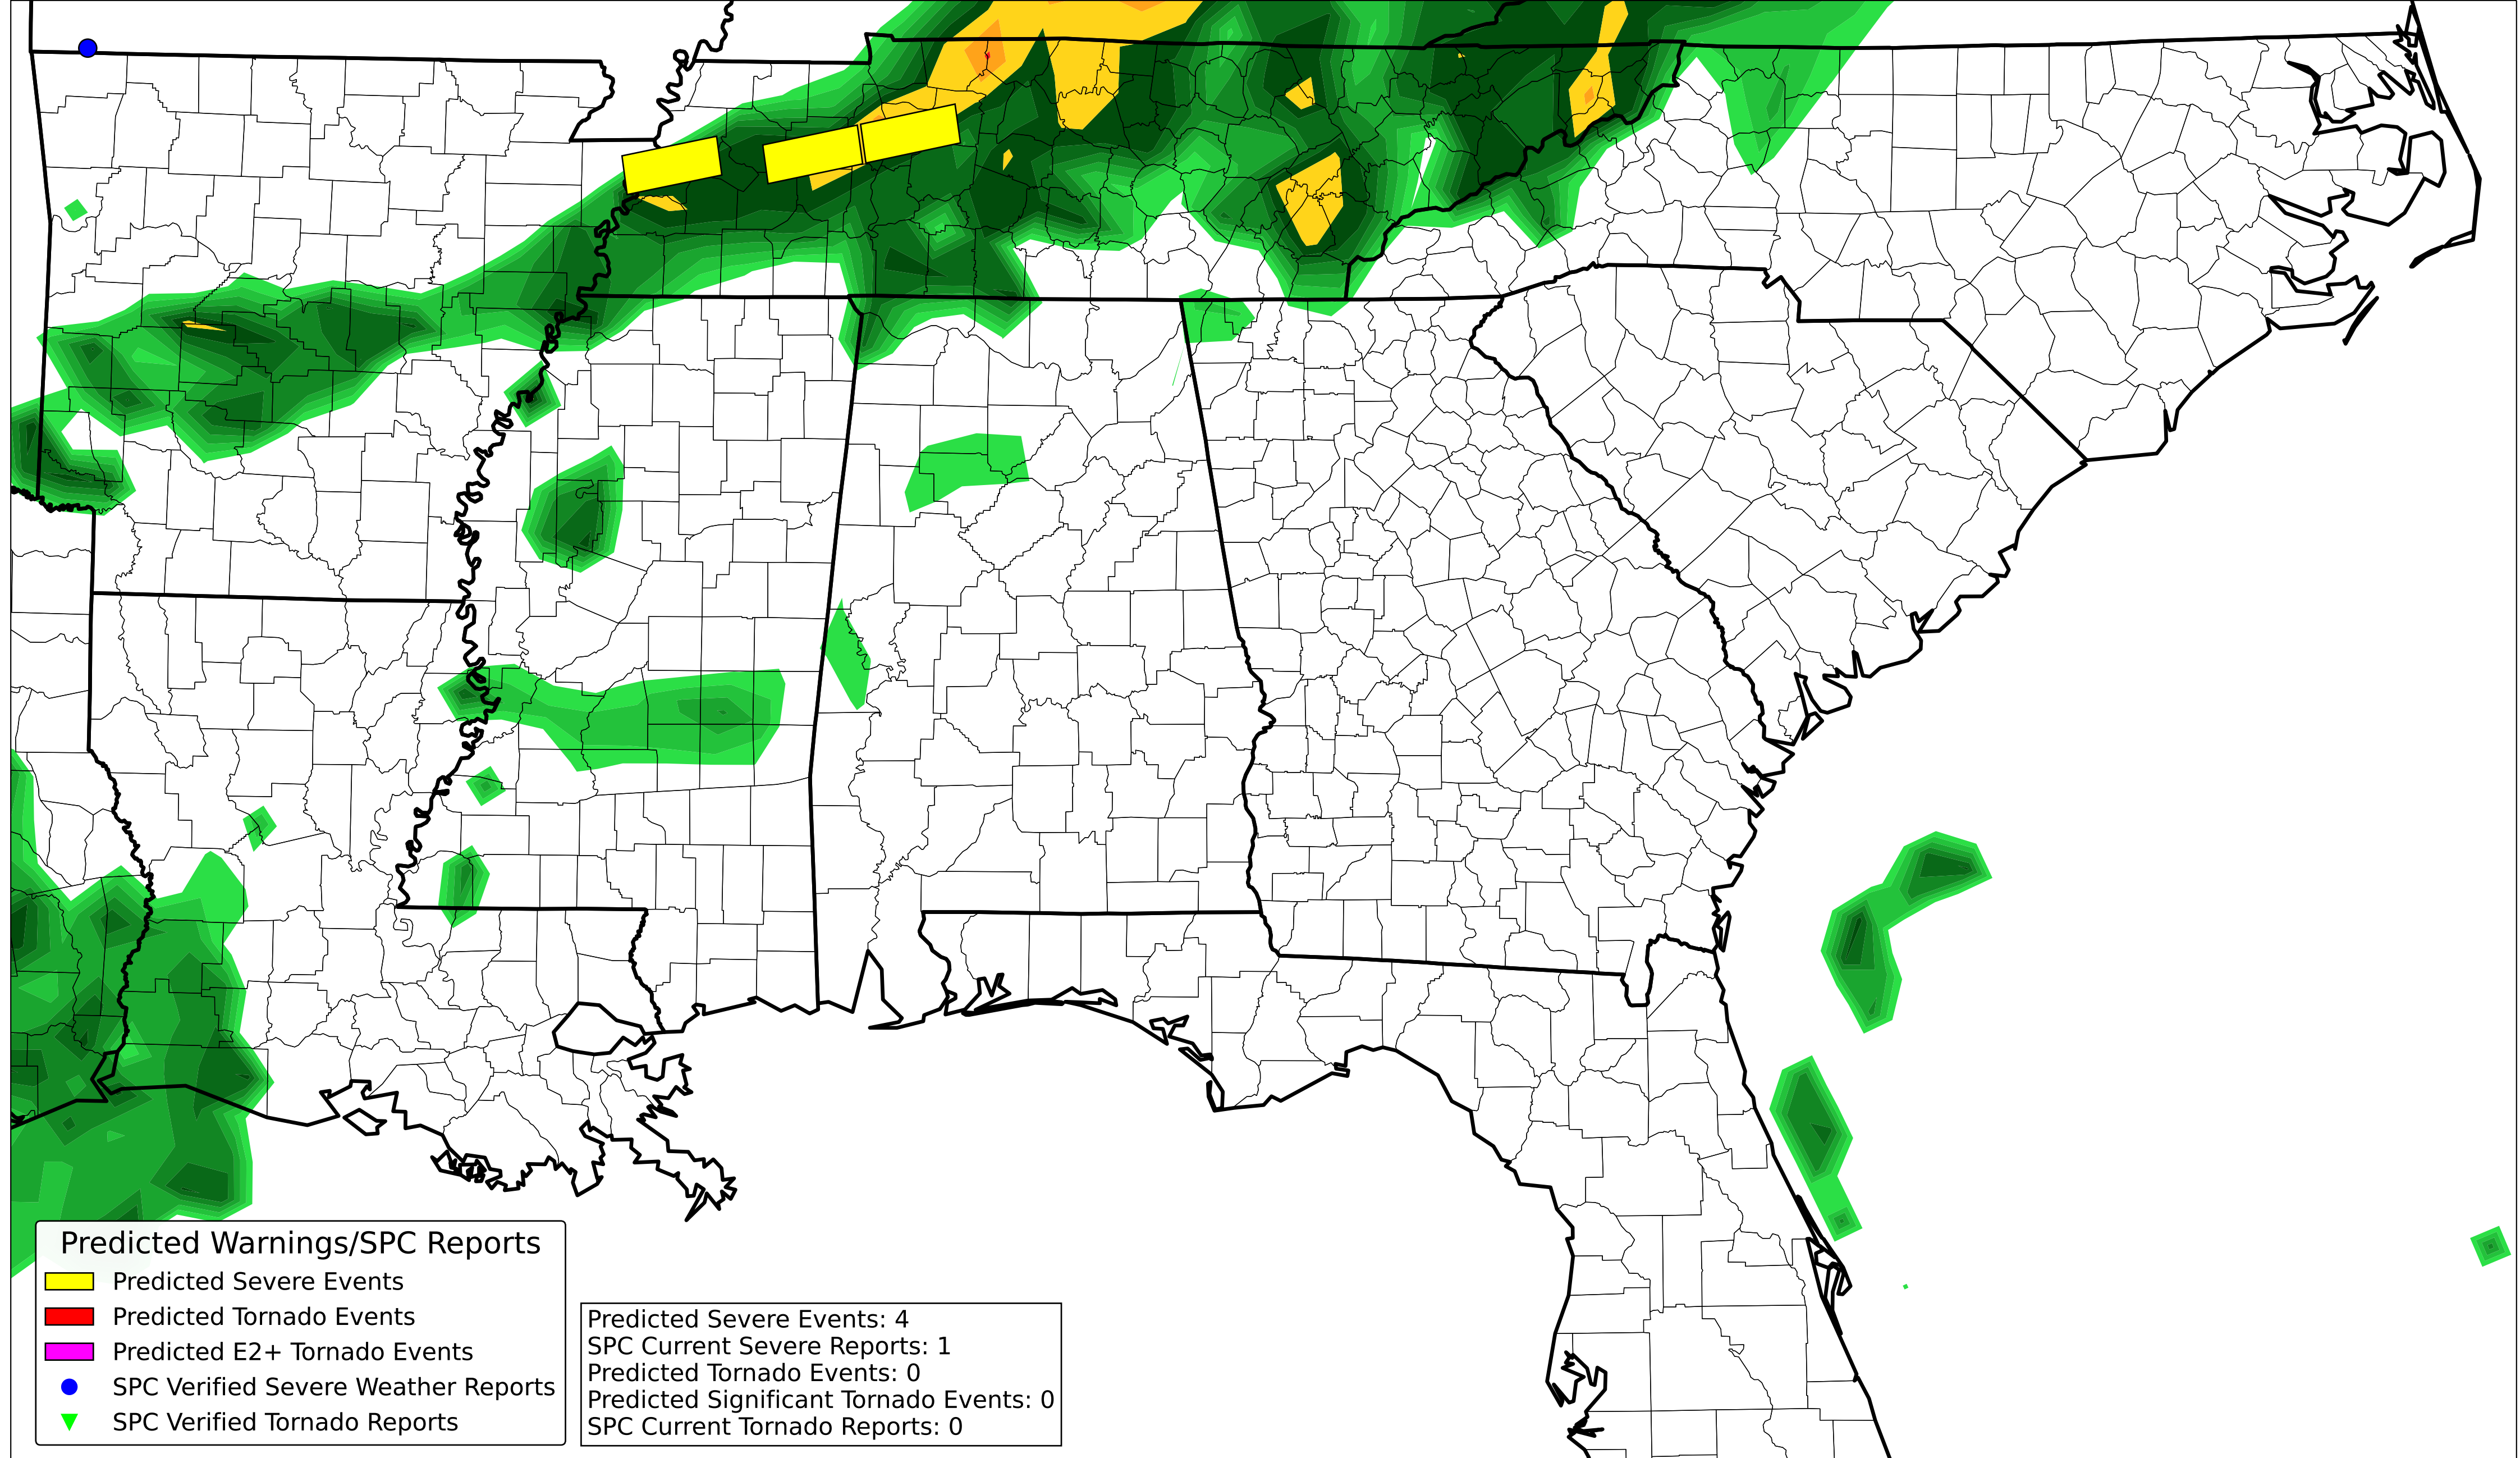 Predicted Warnings/SPC Reports
Predicted Severe Events
Predicted Tornado Events
Predicted E2+ Tornado Events
SPC Verified Severe Weather Reports
SPC Verified Tornado Reports
Predicted Severe Events: 4
SPC Current Severe Reports: 1
Predicted Tornado Events: 0
Predicted Significant Tornado Events: 0
SPC Current Tornado Reports: 0